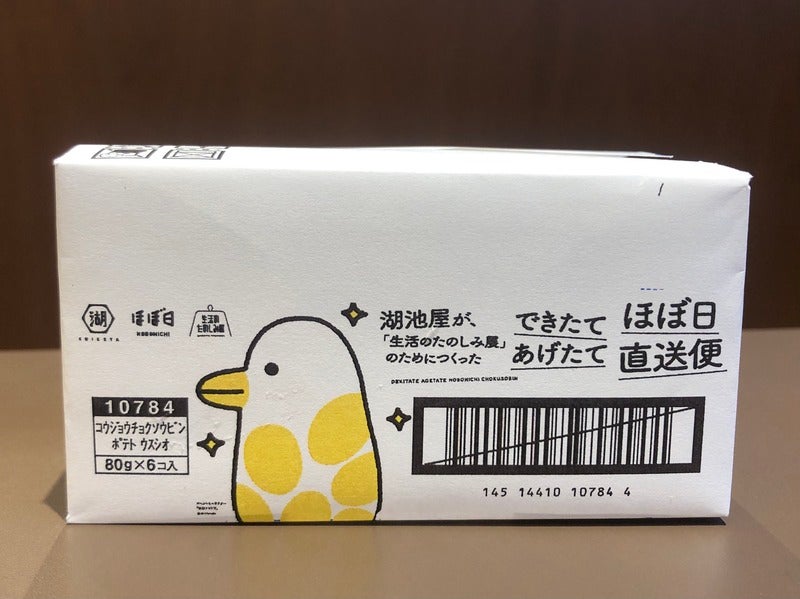 湖
KOIKEYA
ほぼ日
HOBONICHI
生活の
たのしみ展
湖池屋が、
「生活のたのしみ展」
のためにつくった
できたて
あげたて
ほぼ日
直送便
DEKITATE AGETATE HOBONICHI CHOKUSOBIN
10784
コウジョウチョクソウビン
ポテト ウスシオ
80g×6コ入
145 14410 10784 4